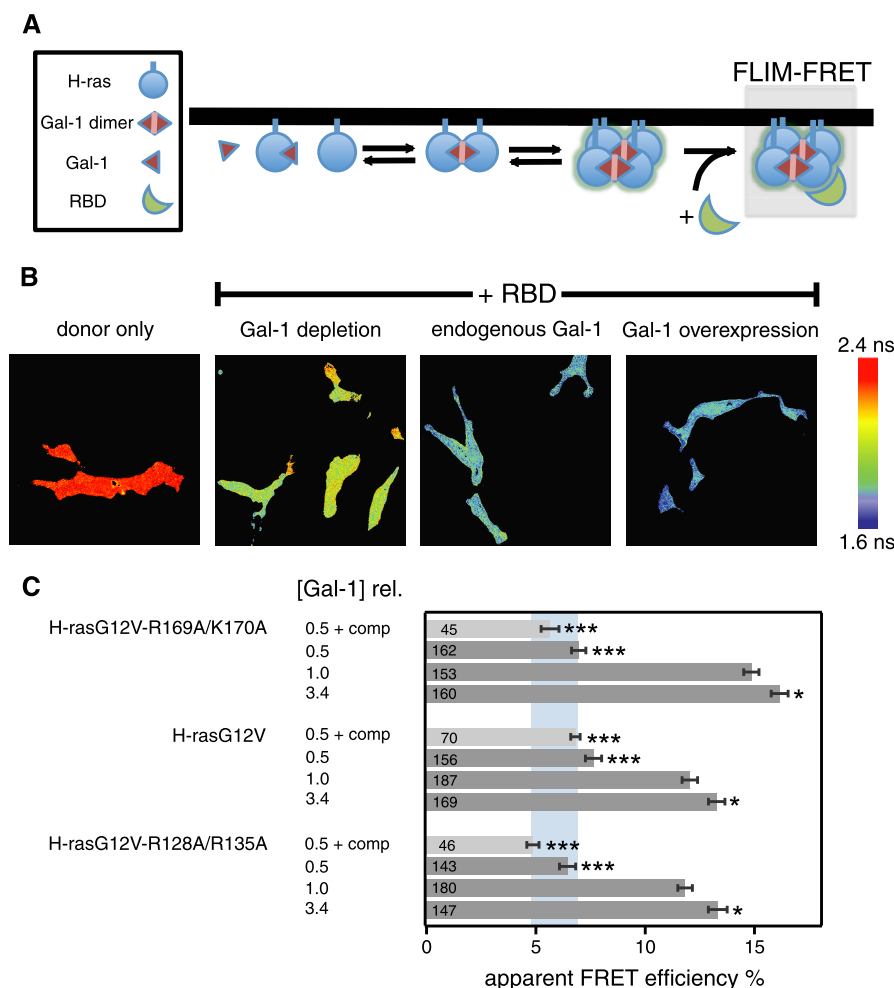 A
H-ras
Gal-1 dimer
Gal-1
RBD
FLIM-FRET
+
B
+ RBD
donor only
Gal-1 depletion
endogenous Gal-1
Gal-1 overexpression
2.4 ns
1.6 ns
C
[Gal-1] rel.
H-rasG12V-R169A/K170A 0.5 + comp 45 ***
0.5 162 ***
1.0 153
3.4 160 *
H-rasG12V 0.5 + comp 70 ***
0.5 156 ***
1.0 187
3.4 169 *
H-rasG12V-R128A/R135A 0.5 + comp 46 ***
0.5 143 ***
1.0 180
3.4 147 *
0 5 10 15
apparent FRET efficiency %